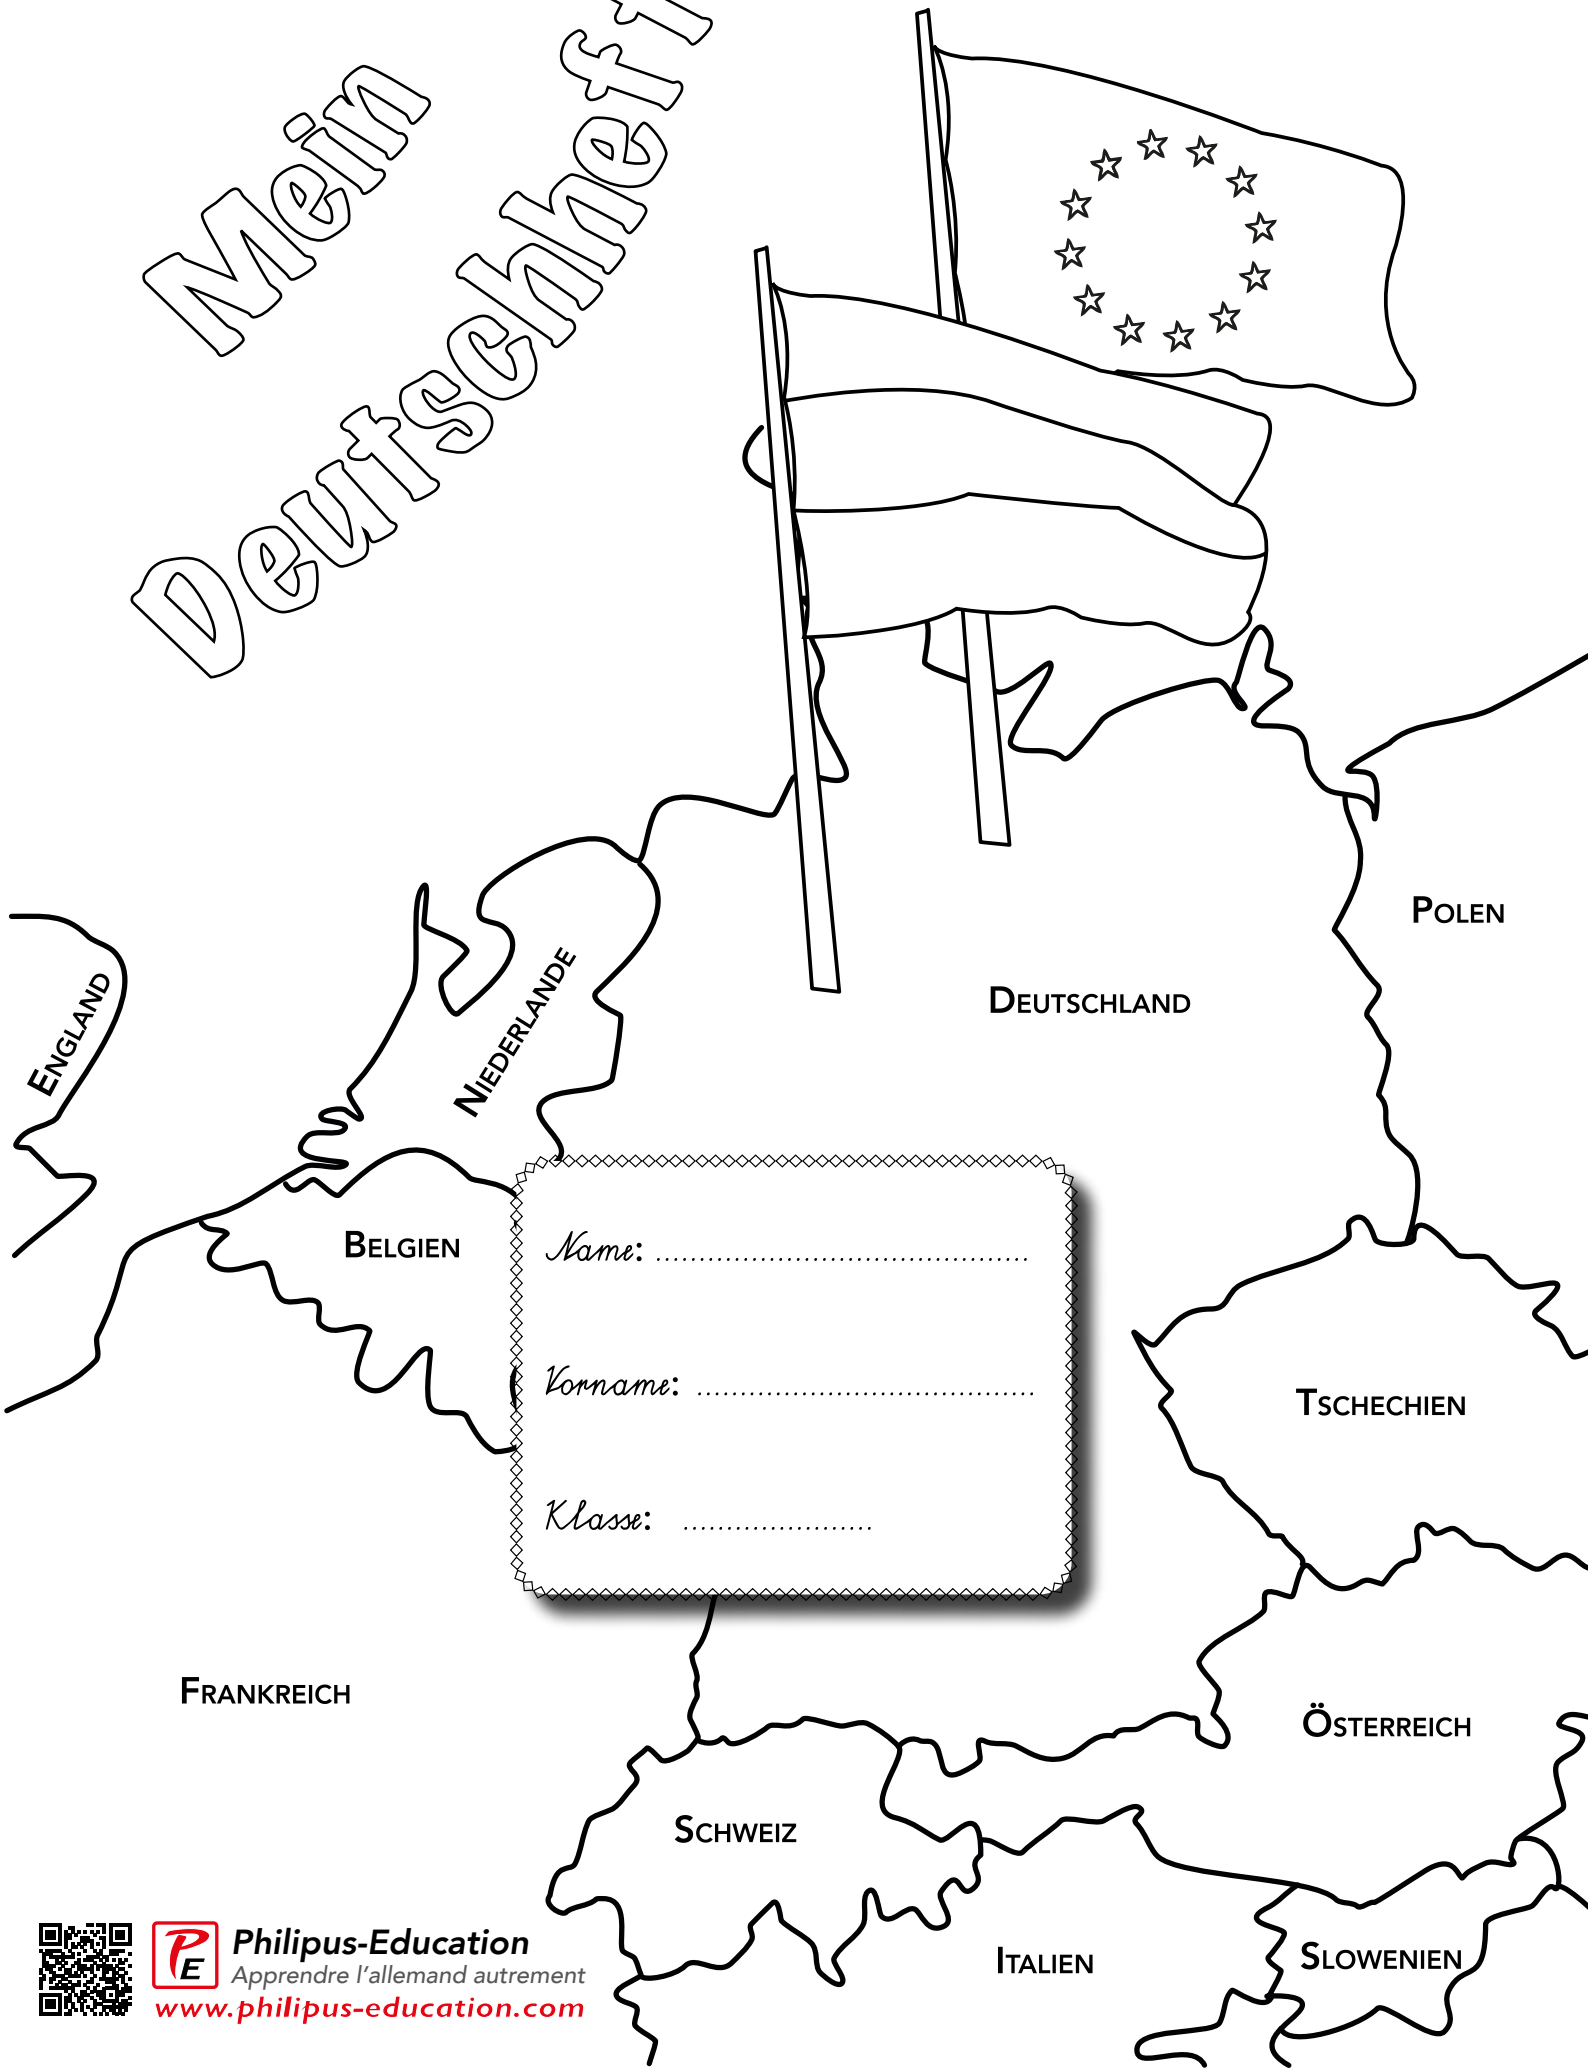 Mein
Deutschheft
POLEN
DEUTSCHLAND
ENGLAND
NIEDERLANDE
BELGIEN
Name: ..........................................
Vorname: ......................................
Klasse: ......................
TSCHECHIEN
FRANKREICH
ÖSTERREICH
SCHWEIZ
ITALIEN
SLOWENIEN
PE
Philipus-Education
Apprendre l'allemand autrement
www.philipus-education.com